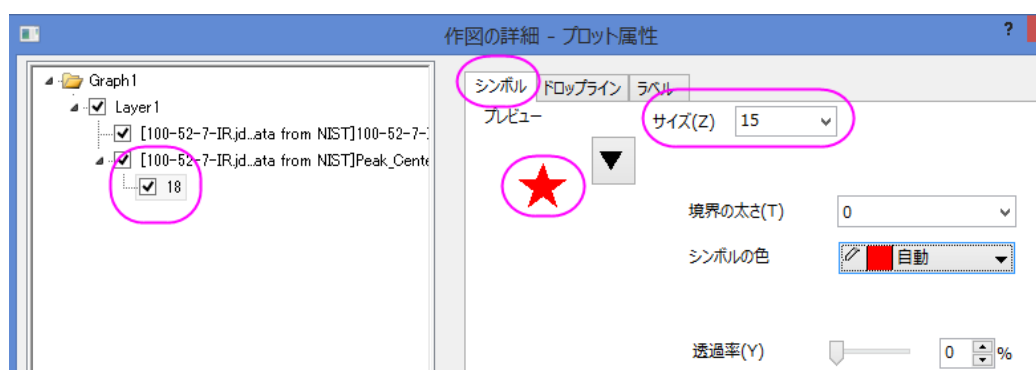 作図の詳細 - プロット属性
?
Graph1
Layer1
[100-52-7-IR.jd..ata from NIST]100-52-7-
[100-52-7-IR.jd..ata from NIST]Peak_Cente
18
シンボル ドロップライン ラベル
プレビュー
サイズ(Z) 15
境界の太さ(T) 0
シンボルの色 自動
透過率(Y) 0 %